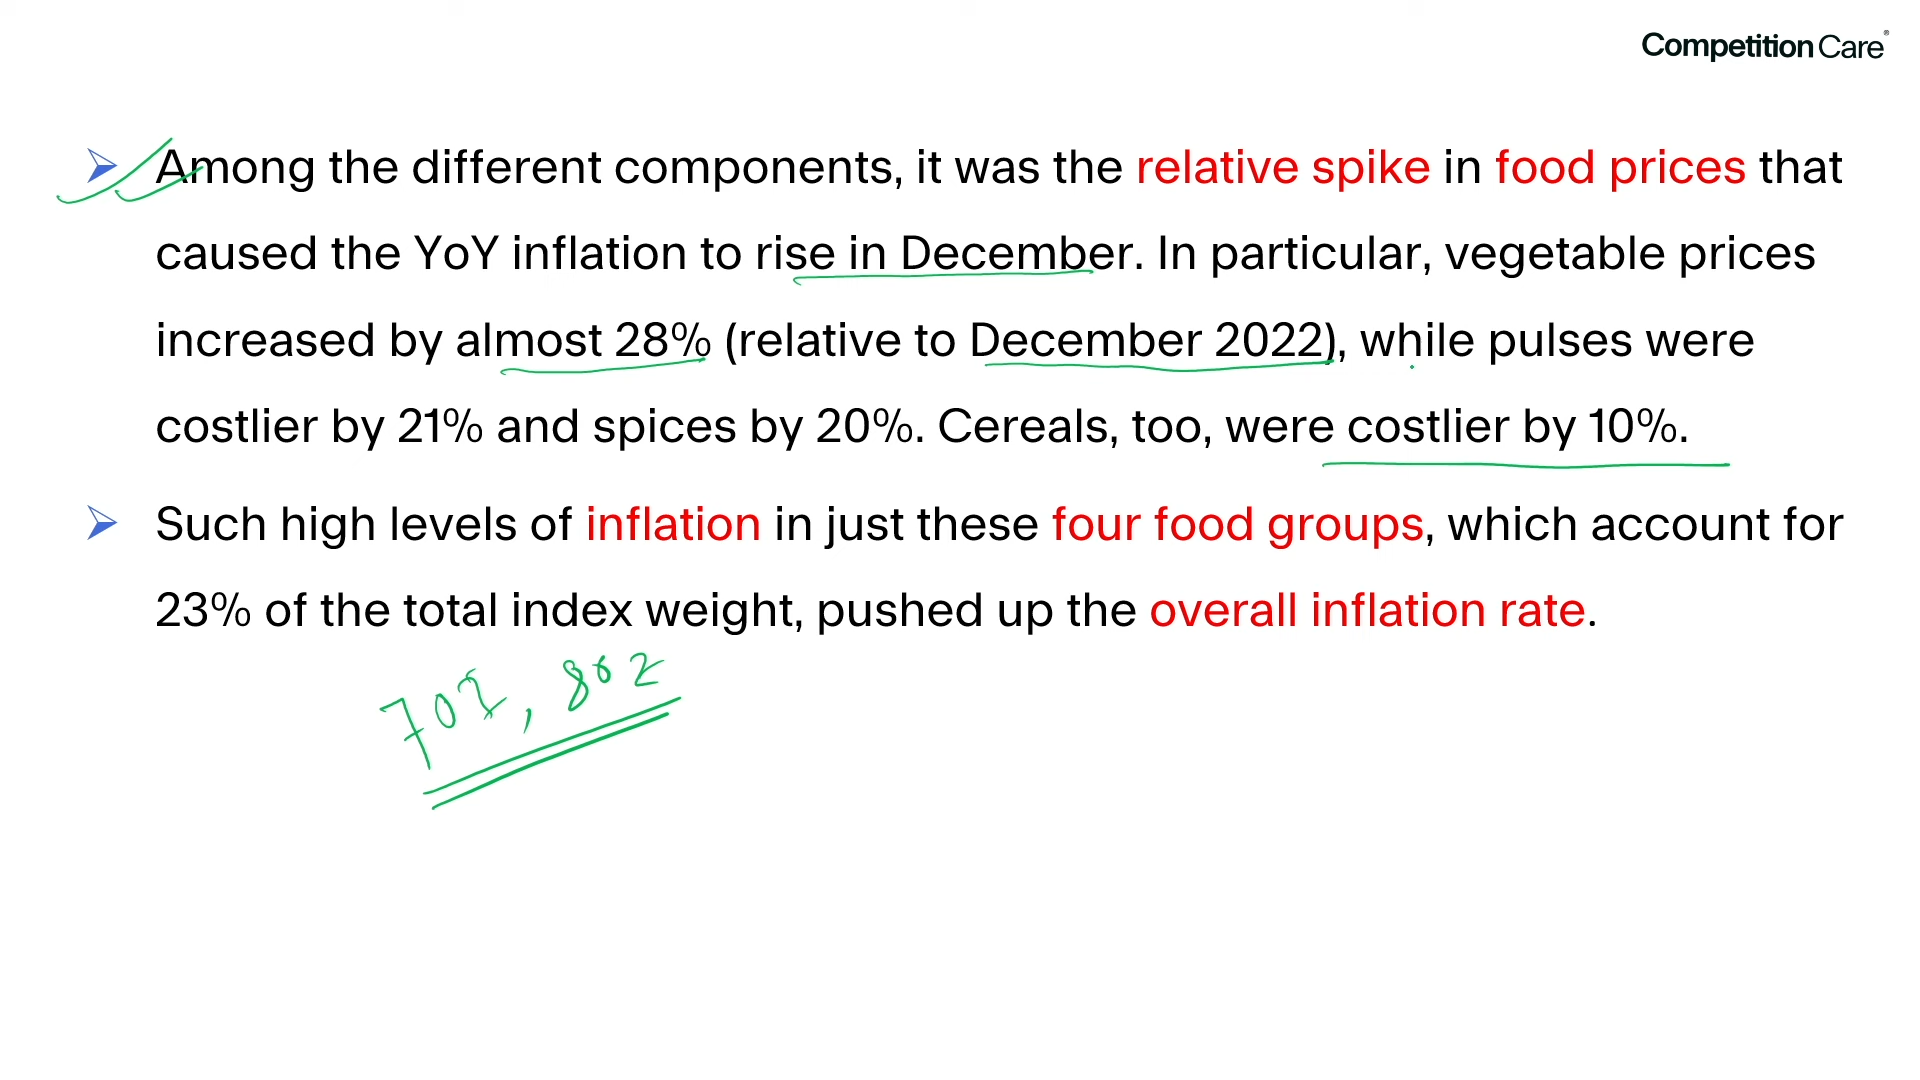 Competition Care®
Among the different components, it was the relative spike in food prices that
caused the YoY inflation to rise in December. In particular, vegetable prices
increased by almost 28% (relative to December 2022), while pulses were
costlier by 21% and spices by 20%. Cereals, too, were costlier by 10%.
Such high levels of inflation in just these four food groups, which account for
23% of the total index weight, pushed up the overall inflation rate.